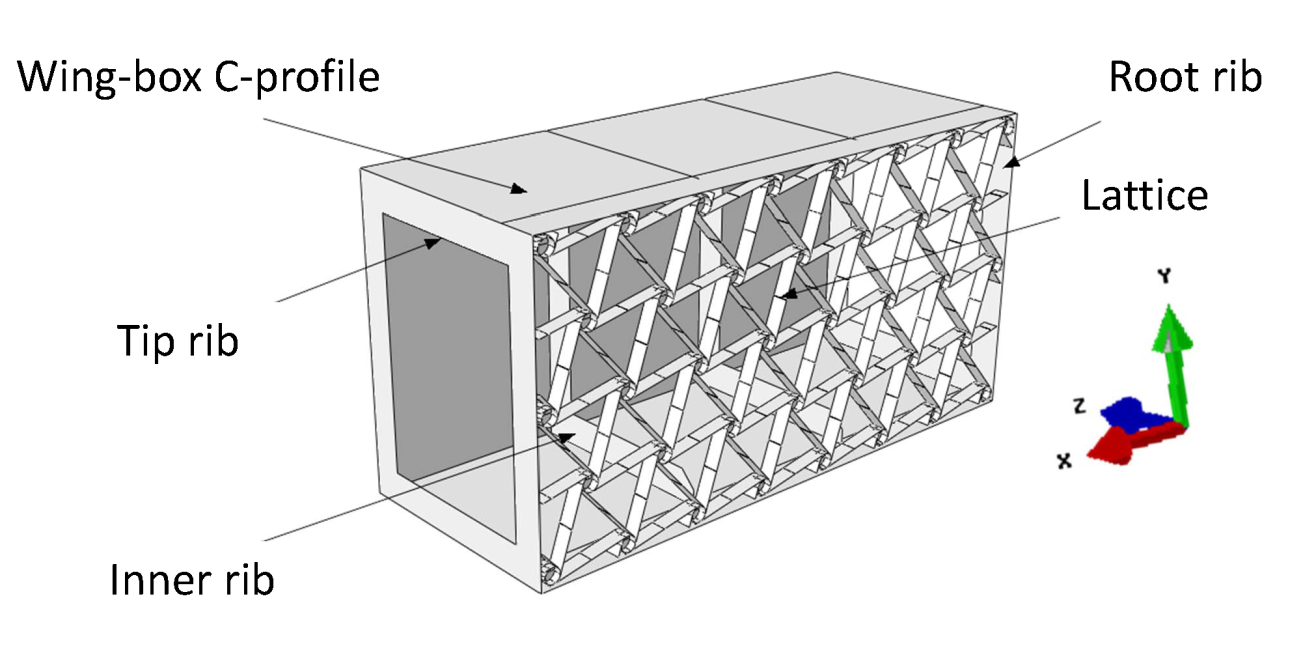 Wing-box C-profile
Root rib
Lattice
Y
Tip rib
Z
X
Inner rib